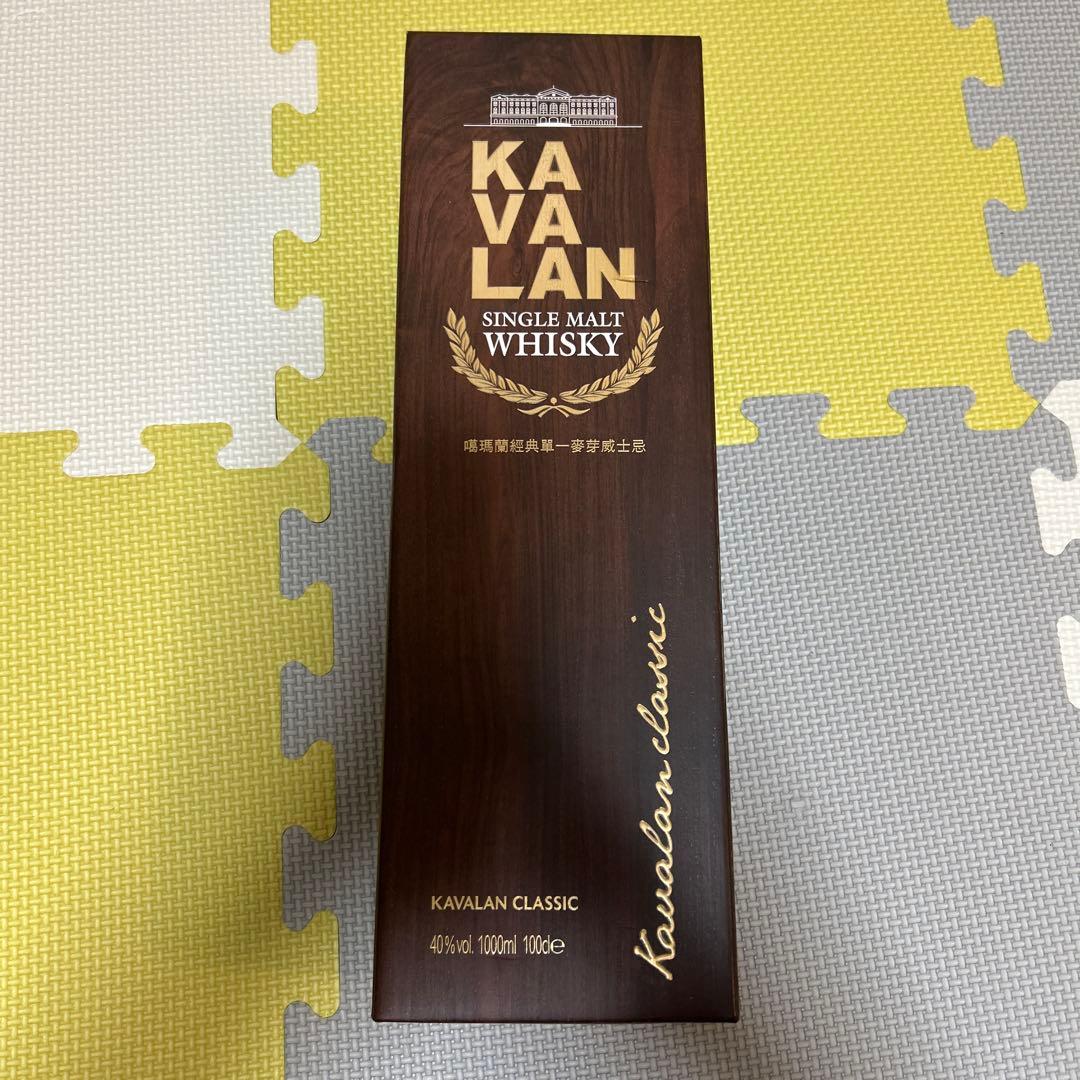 KA
VA
LAN
SINGLE MALT
WHISKY
噶瑪蘭經典單一麥芽威士忌
Kavalan classic
KAVALAN CLASSIC
40%vol. 1000ml 100cl℮